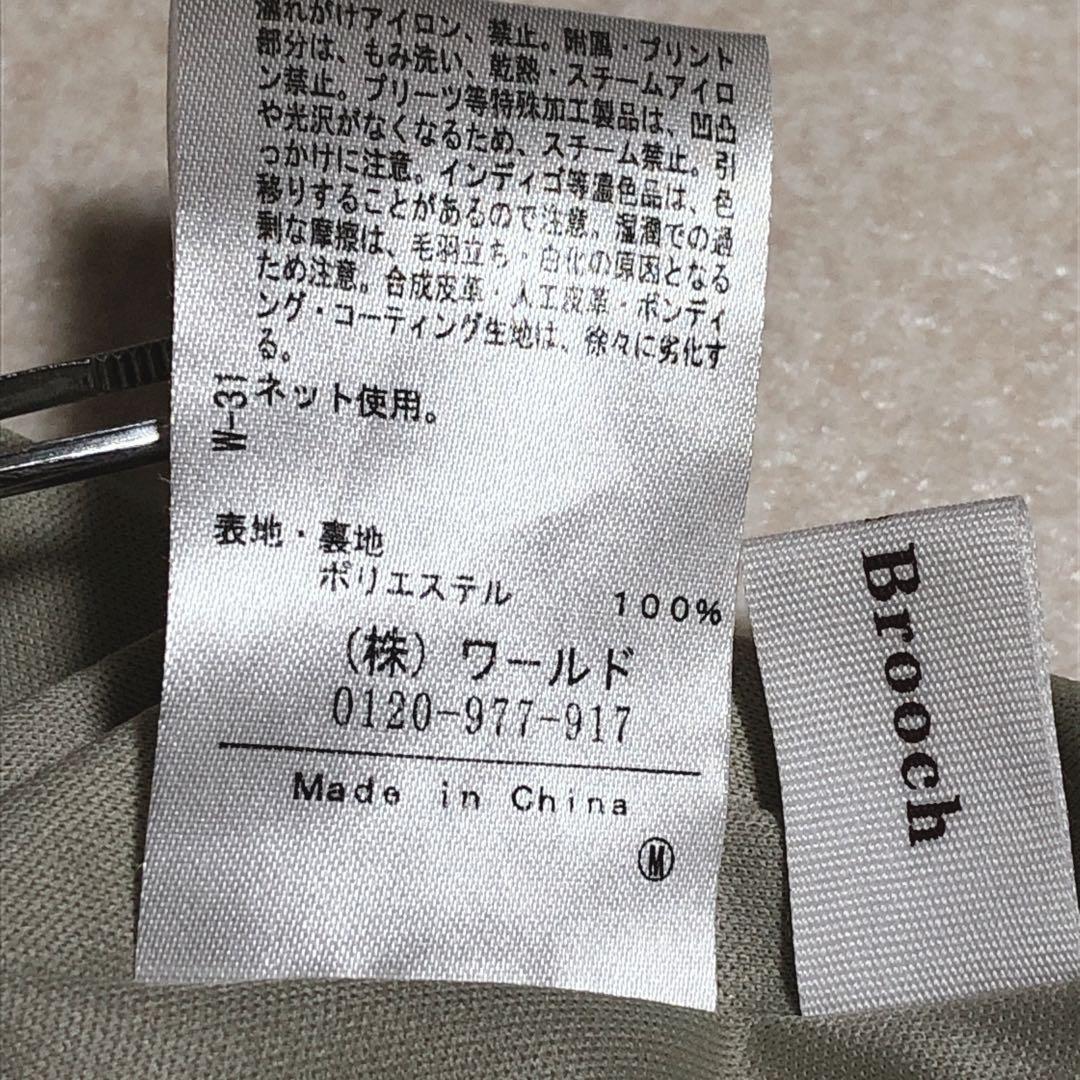 濡れがけアイロン、禁止。附置・プリント
部分は、もみ洗い、乾熱・スチームアイロ
ン禁止。プリーツ等特殊加工製品は、凹凸
や光沢がなくなるため、スチーム禁止。引
っかけに注意。インディゴ等濃色品は、色
移りすることがあるので注意。湿潤での過
剰な摩擦は、毛羽立ち・白化の原因となる
ため注意。合成皮革・人工皮革・ボンディ
ング・コーティング生地は、徐々に劣化す
る。
ネット使用。
W-31
表地・裏地
ポリエステル 100%
(株) ワールド
0120-977-917
Made in China
M
Brooch